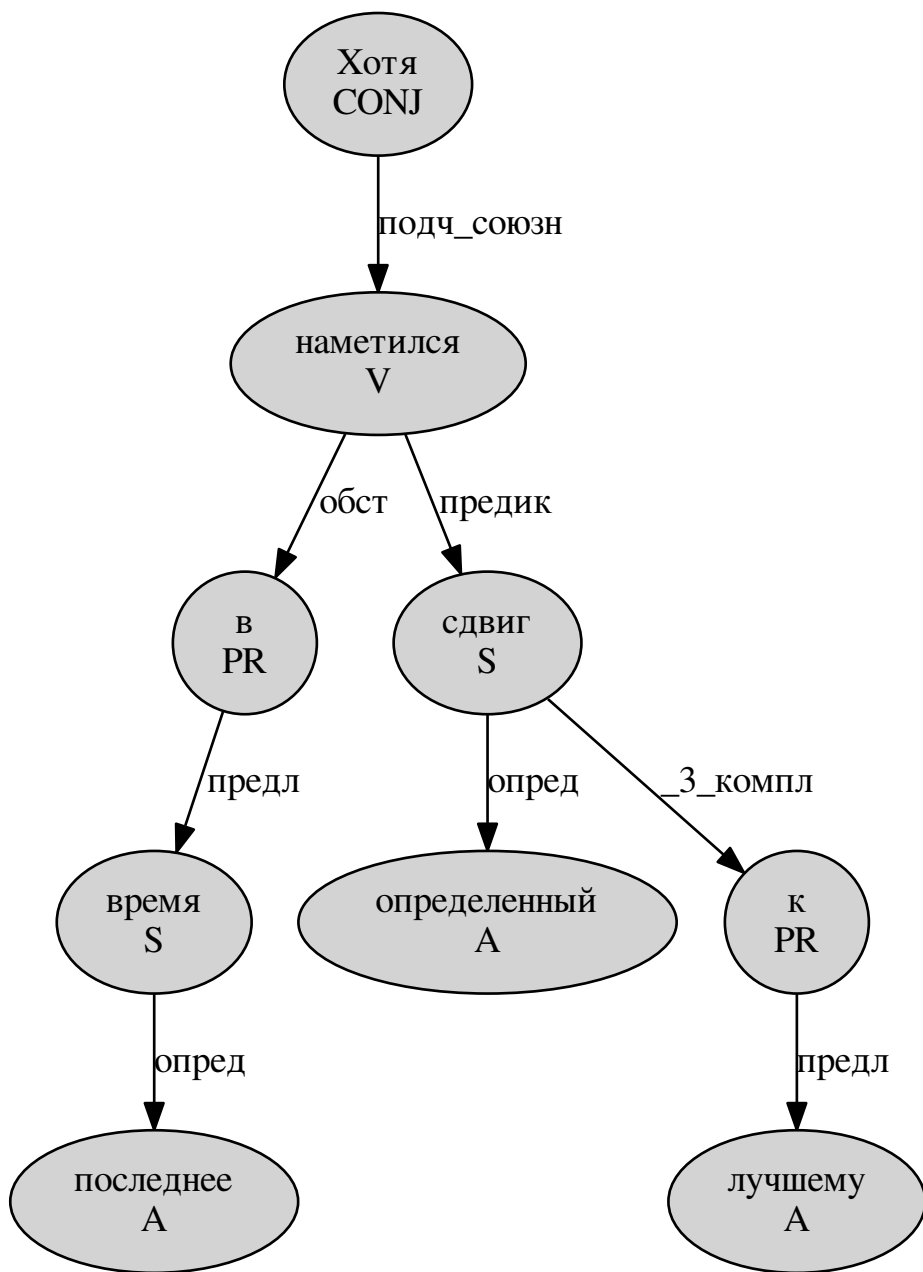 Хотя
CONJ
подч_союзн
наметился
V
обст
предик
в
PR
сдвиг
S
предл
опред
_3_компл
время
S
определенный
A
к
PR
опред
предл
последнее
A
лучшему
A